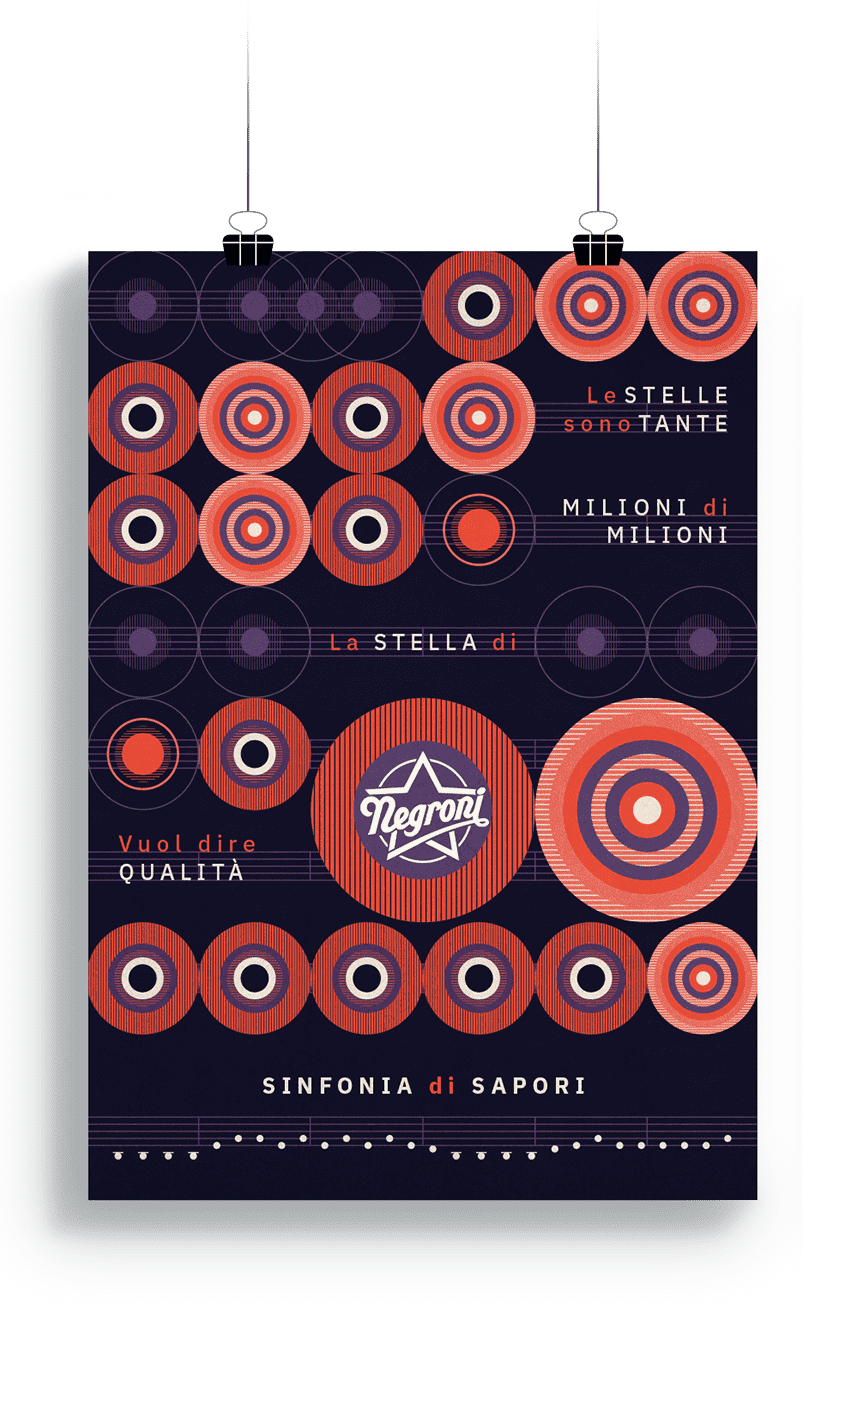 Le STELLE
sono TANTE
MILIONI di
MILIONI
La STELLA di
Negroni
Vuol dire
QUALITÀ
SINFONIA di SAPORI